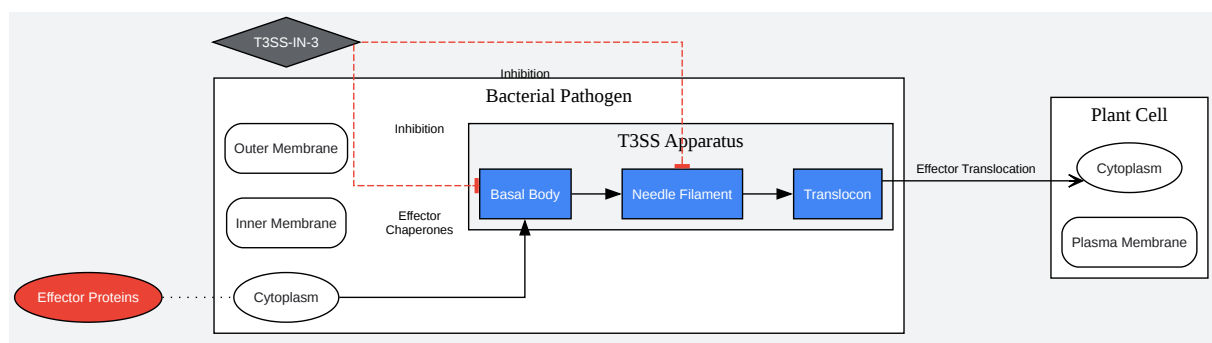 T3SS-IN-3
Inhibition
Bacterial Pathogen
Plant Cell
Inhibition
Outer Membrane
T3SS Apparatus
Effector Translocation
Cytoplasm
Basal Body
Needle Filament
Translocon
Inner Membrane
Effector
Chaperones
Plasma Membrane
Effector Proteins
Cytoplasm